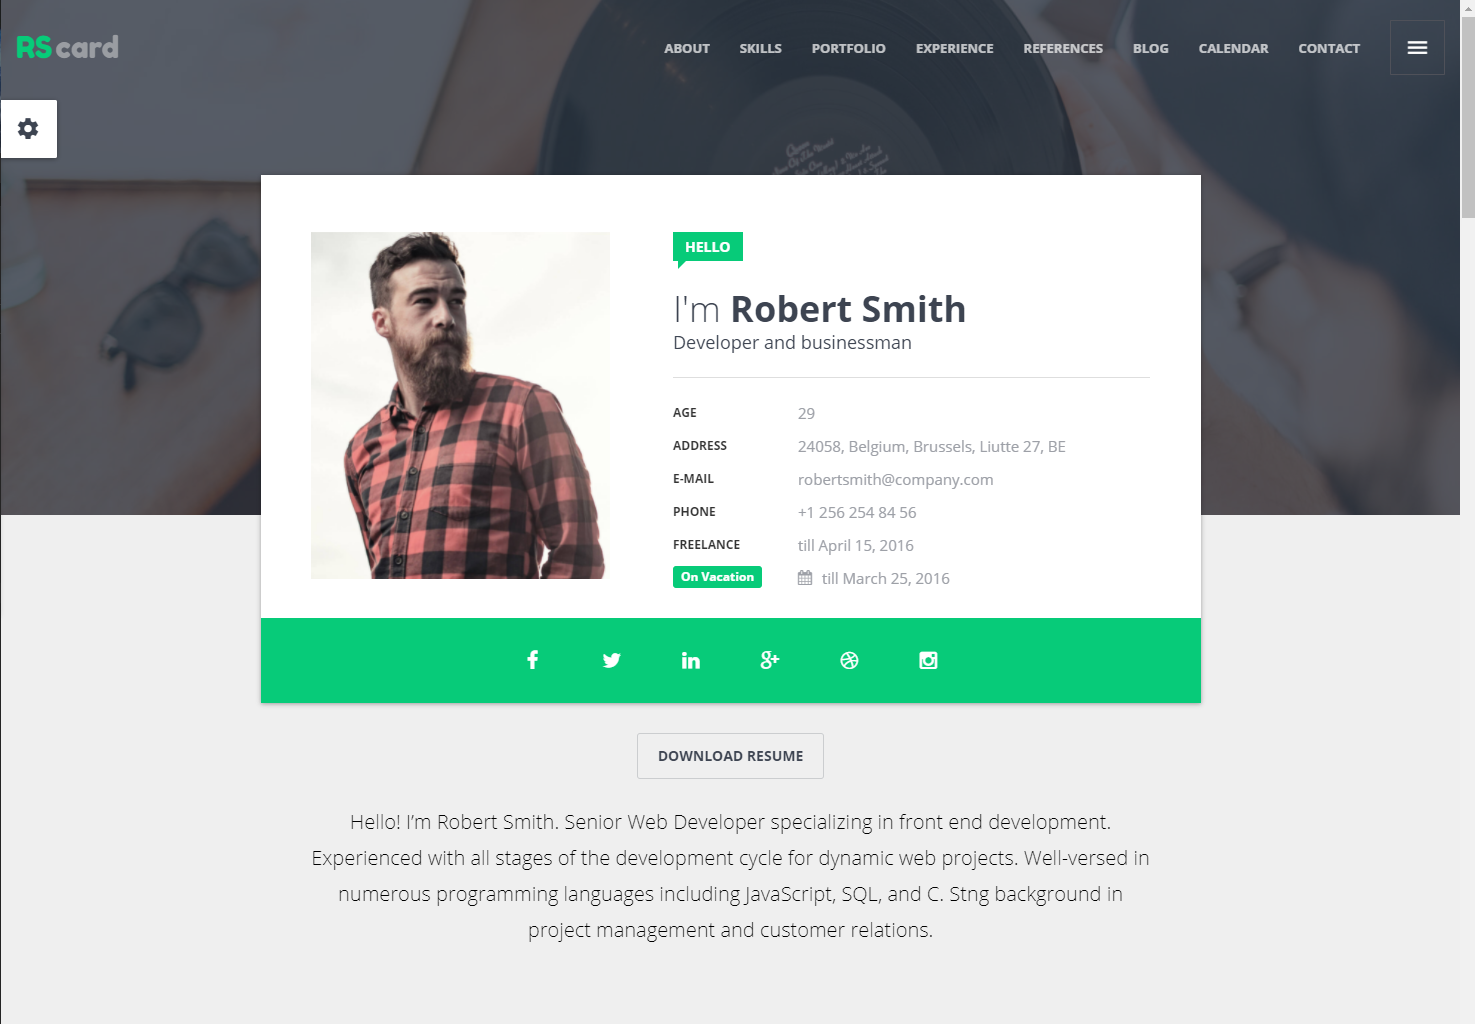 RS card
ABOUT SKILLS PORTFOLIO EXPERIENCE REFERENCES BLOG CALENDAR CONTACT
HELLO
I'm Robert Smith
Developer and businessman
AGE 29
ADDRESS 24058, Belgium, Brussels, Liutte 27, BE
E-MAIL robertsmith@company.com
PHONE +1 256 254 84 56
FREELANCE till April 15, 2016
On Vacation till March 25, 2016
DOWNLOAD RESUME
Hello! I’m Robert Smith. Senior Web Developer specializing in front end development.
Experienced with all stages of the development cycle for dynamic web projects. Well-versed in
numerous programming languages including JavaScript, SQL, and C. Stng background in
project management and customer relations.